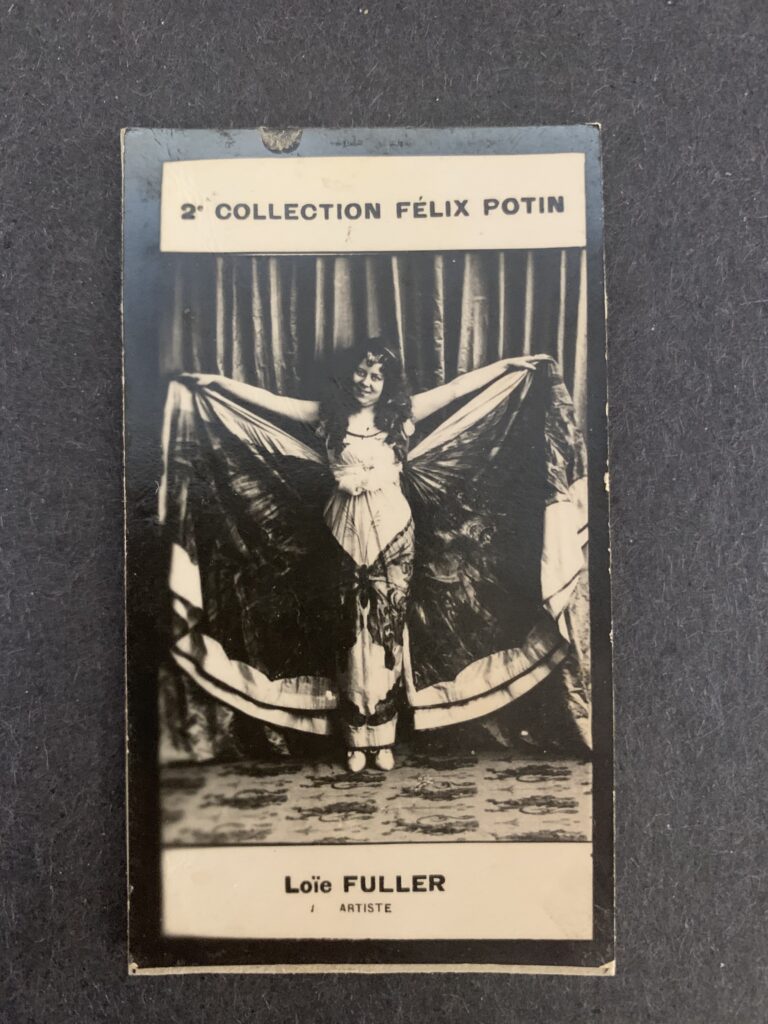 2e COLLECTION FÉLIX POTIN
Loïe FULLER
ARTISTE